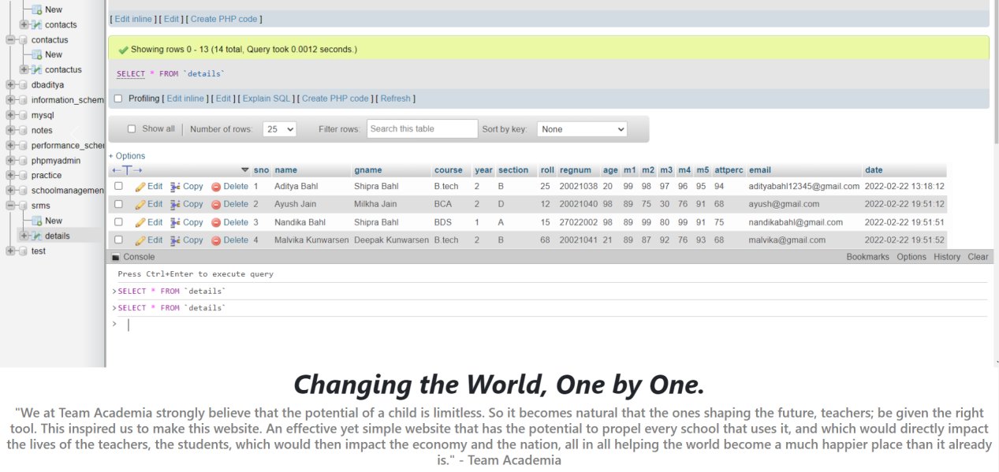 New
contacts
contactus
New
contactus
dbaditya
information_schem
mysql
notes
performance_scher
phpmyadmin
practice
schoolmanagemen
srms
New
details
test
[ Edit inline ] [ Edit ] [ Create PHP code ]
Showing rows 0 - 13 (14 total, Query took 0.0012 seconds.)
SELECT * FROM `details`
Profiling [ Edit inline ] [ Edit ] [ Explain SQL ] [ Create PHP code ] [ Refresh ]
Show all | Number of rows: 25 Filter rows: Search this table Sort by key: None
+ Options
←T→ sno name gname course year section roll regnum age m1 m2 m3 m4 m5 attperc email date
Edit Copy Delete 1 Aditya Bahl Shipra Bahl B.tech 2 B 25 20021038 20 99 98 97 96 95 94 adityabahl12345@gmail.com 2022-02-22 13:18:12
Edit Copy Delete 2 Ayush Jain Milkha Jain BCA 2 D 12 20021040 98 89 75 30 76 91 68 ayush@gmail.com 2022-02-22 19:51:12
Edit Copy Delete 3 Nandika Bahl Shipra Bahl BDS 1 A 15 27022002 98 89 99 80 99 91 75 nandikabahl@gmail.com 2022-02-22 19:51:51
Edit Copy Delete 4 Malvika Kunwarsen Deepak Kunwarsen B.tech 2 B 68 20021041 21 89 87 92 76 93 68 malvika@gmail.com 2022-02-22 19:51:52
Console Bookmarks Options History Clear
Press Ctrl+Enter to execute query
>SELECT * FROM `details`
>SELECT * FROM `details`
>
Changing the World, One by One.
"We at Team Academia strongly believe that the potential of a child is limitless. So it becomes natural that the ones shaping the future, teachers; be given the right
tool. This inspired us to make this website. An effective yet simple website that has the potential to propel every school that uses it, and which would directly impact
the lives of the teachers, the students, which would then impact the economy and the nation, all in all helping the world become a much happier place than it already
is." - Team Academia